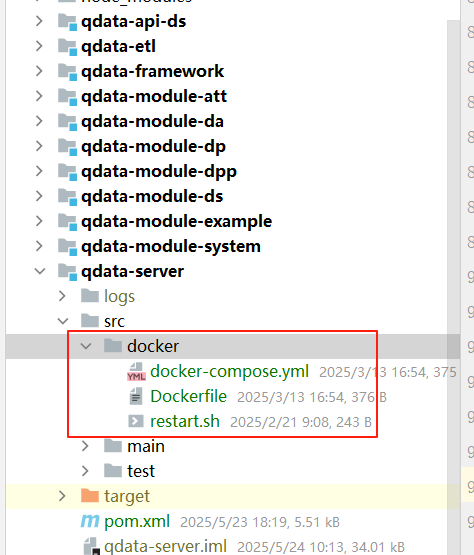 node_modules
qdata-api-ds
qdata-etl
qdata-framework
qdata-module-att
qdata-module-da
qdata-module-dp
qdata-module-dpp
qdata-module-ds
qdata-module-example
qdata-module-system
qdata-server
logs
src
docker
YML docker-compose.yml 2025/3/13 16:54, 375
Dockerfile 2025/3/13 16:54, 376 B
restart.sh 2025/2/21 9:08, 243 B
main
test
target
m pom.xml 2025/5/23 18:19, 5.51 kB
qdata-server.iml 2025/5/24 10:13, 34.01 kB